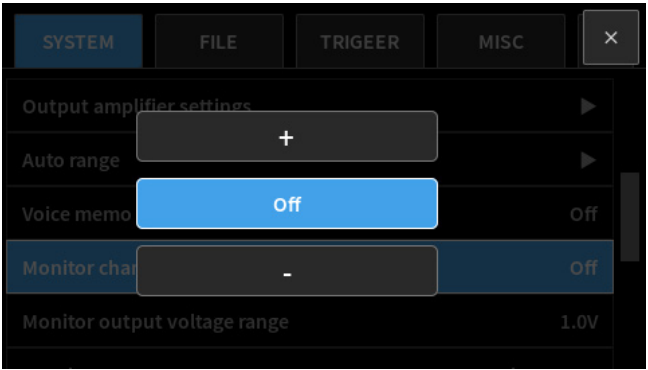 SYSTEM FILE TRIGEER MISC ×
Output amplifier settings
+
Auto range
Off
Voice memo Off
Monitor char Off
-
Monitor output voltage range 1.0V